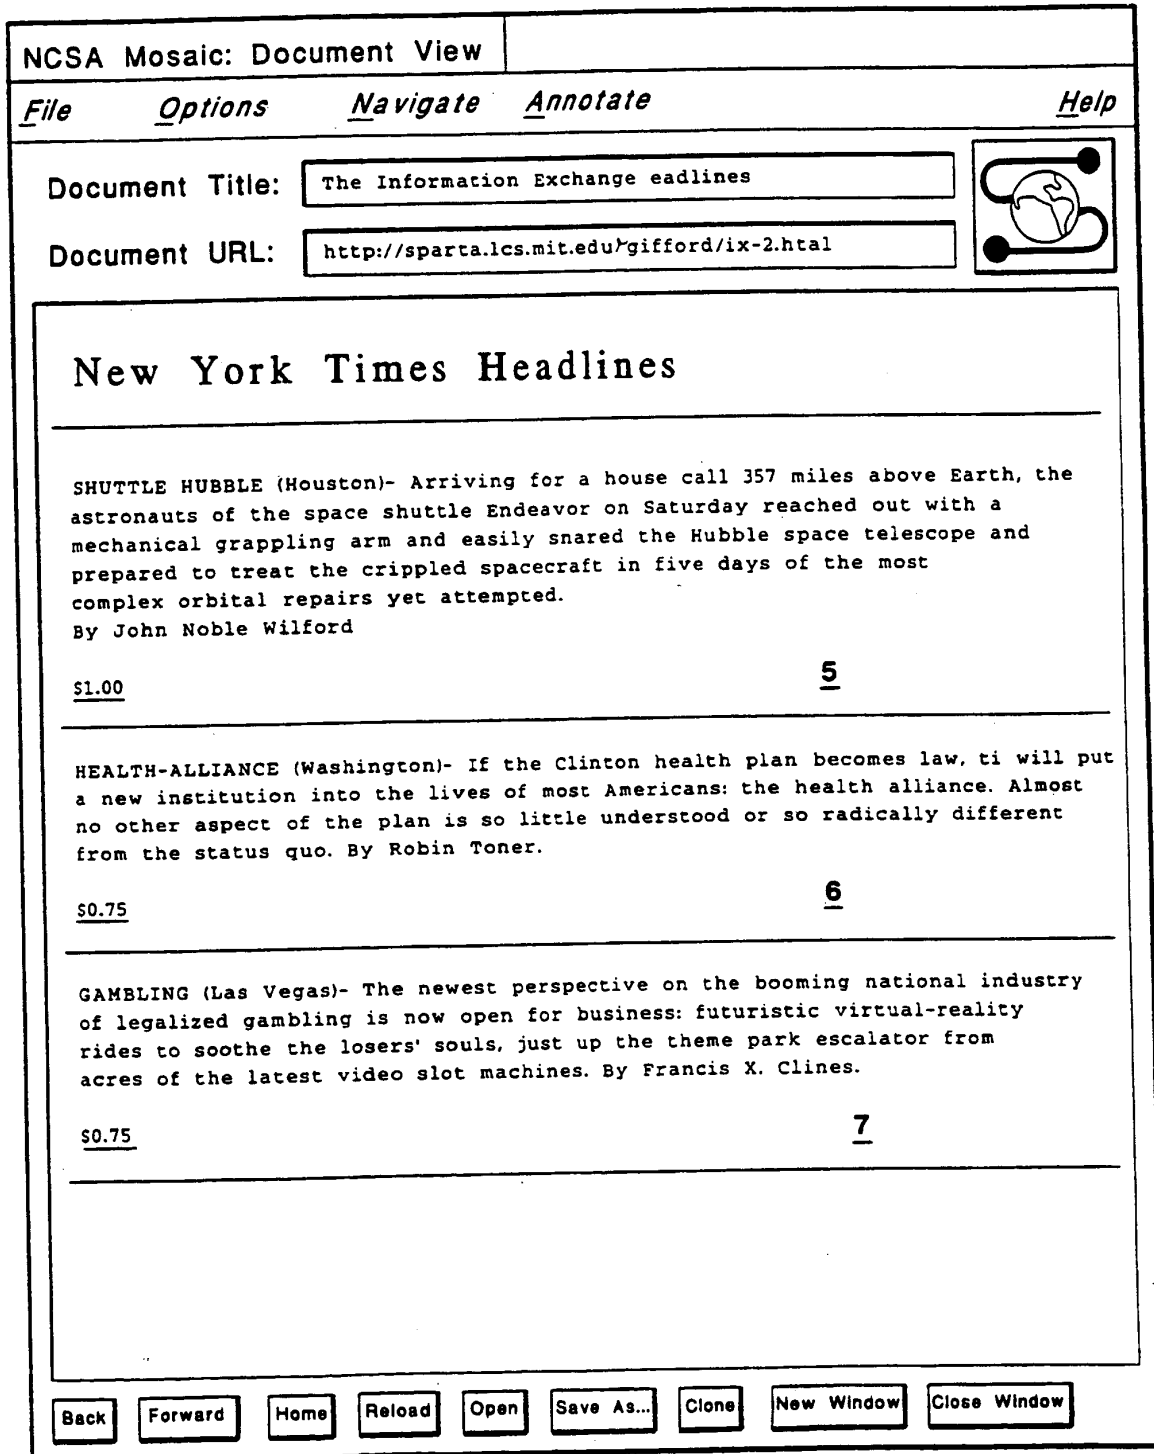 NCSA Mosaic: Document View
File Options Navigate Annotate Help
Document Title: The Information Exchange eadlines
Document URL: http://sparta.lcs.mit.edu/~gifford/ix-2.htal
New York Times Headlines
SHUTTLE HUBBLE (Houston)- Arriving for a house call 357 miles above Earth, the
astronauts of the space shuttle Endeavor on Saturday reached out with a
mechanical grappling arm and easily snared the Hubble space telescope and
prepared to treat the crippled spacecraft in five days of the most
complex orbital repairs yet attempted.
By John Noble Wilford
$1.00 5
HEALTH-ALLIANCE (Washington)- If the Clinton health plan becomes law, ti will put
a new institution into the lives of most Americans: the health alliance. Almost
no other aspect of the plan is so little understood or so radically different
from the status quo. By Robin Toner.
$0.75 6
GAMBLING (Las Vegas)- The newest perspective on the booming national industry
of legalized gambling is now open for business: futuristic virtual-reality
rides to soothe the losers' souls, just up the theme park escalator from
acres of the latest video slot machines. By Francis X. Clines.
$0.75 7
Back Forward Home Reload Open Save As... Clone New Window Close Window